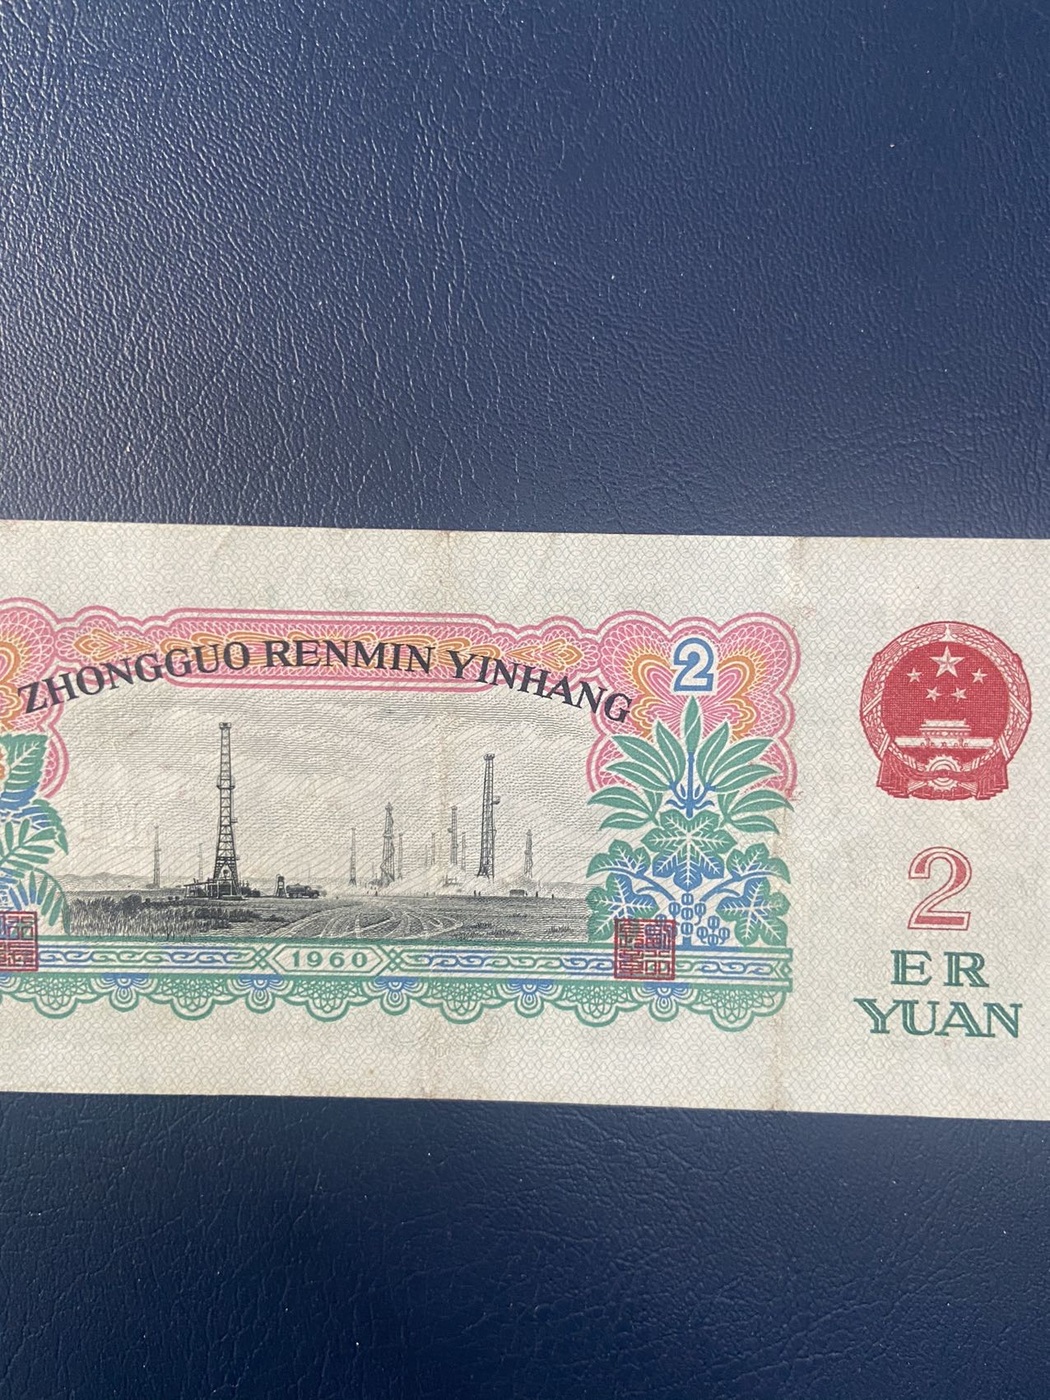 ZHONGGUO RENMIN YINHANG
2
1960
2
ER
YUAN